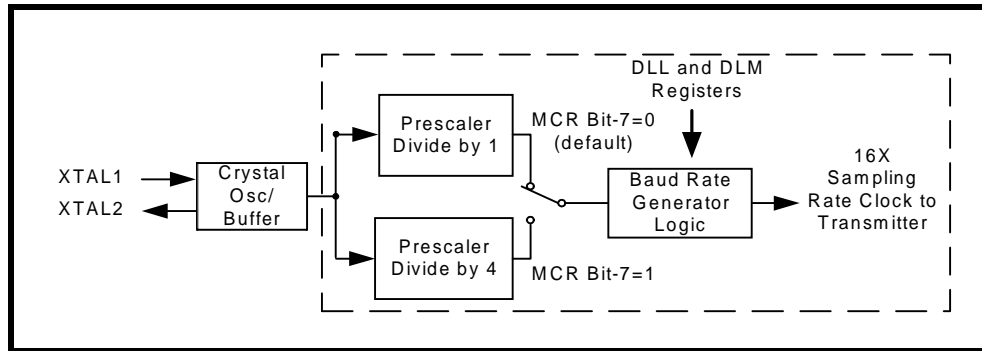 DLL and DLM
Registers
Prescaler
Divide by 1
MCR Bit-7=0
(default)
XTAL1
XTAL2
Crystal
Osc/
Buffer
Baud Rate
Generator
Logic
16X
Sampling
Rate Clock to
Transmitter
Prescaler
Divide by 4
MCR Bit-7=1